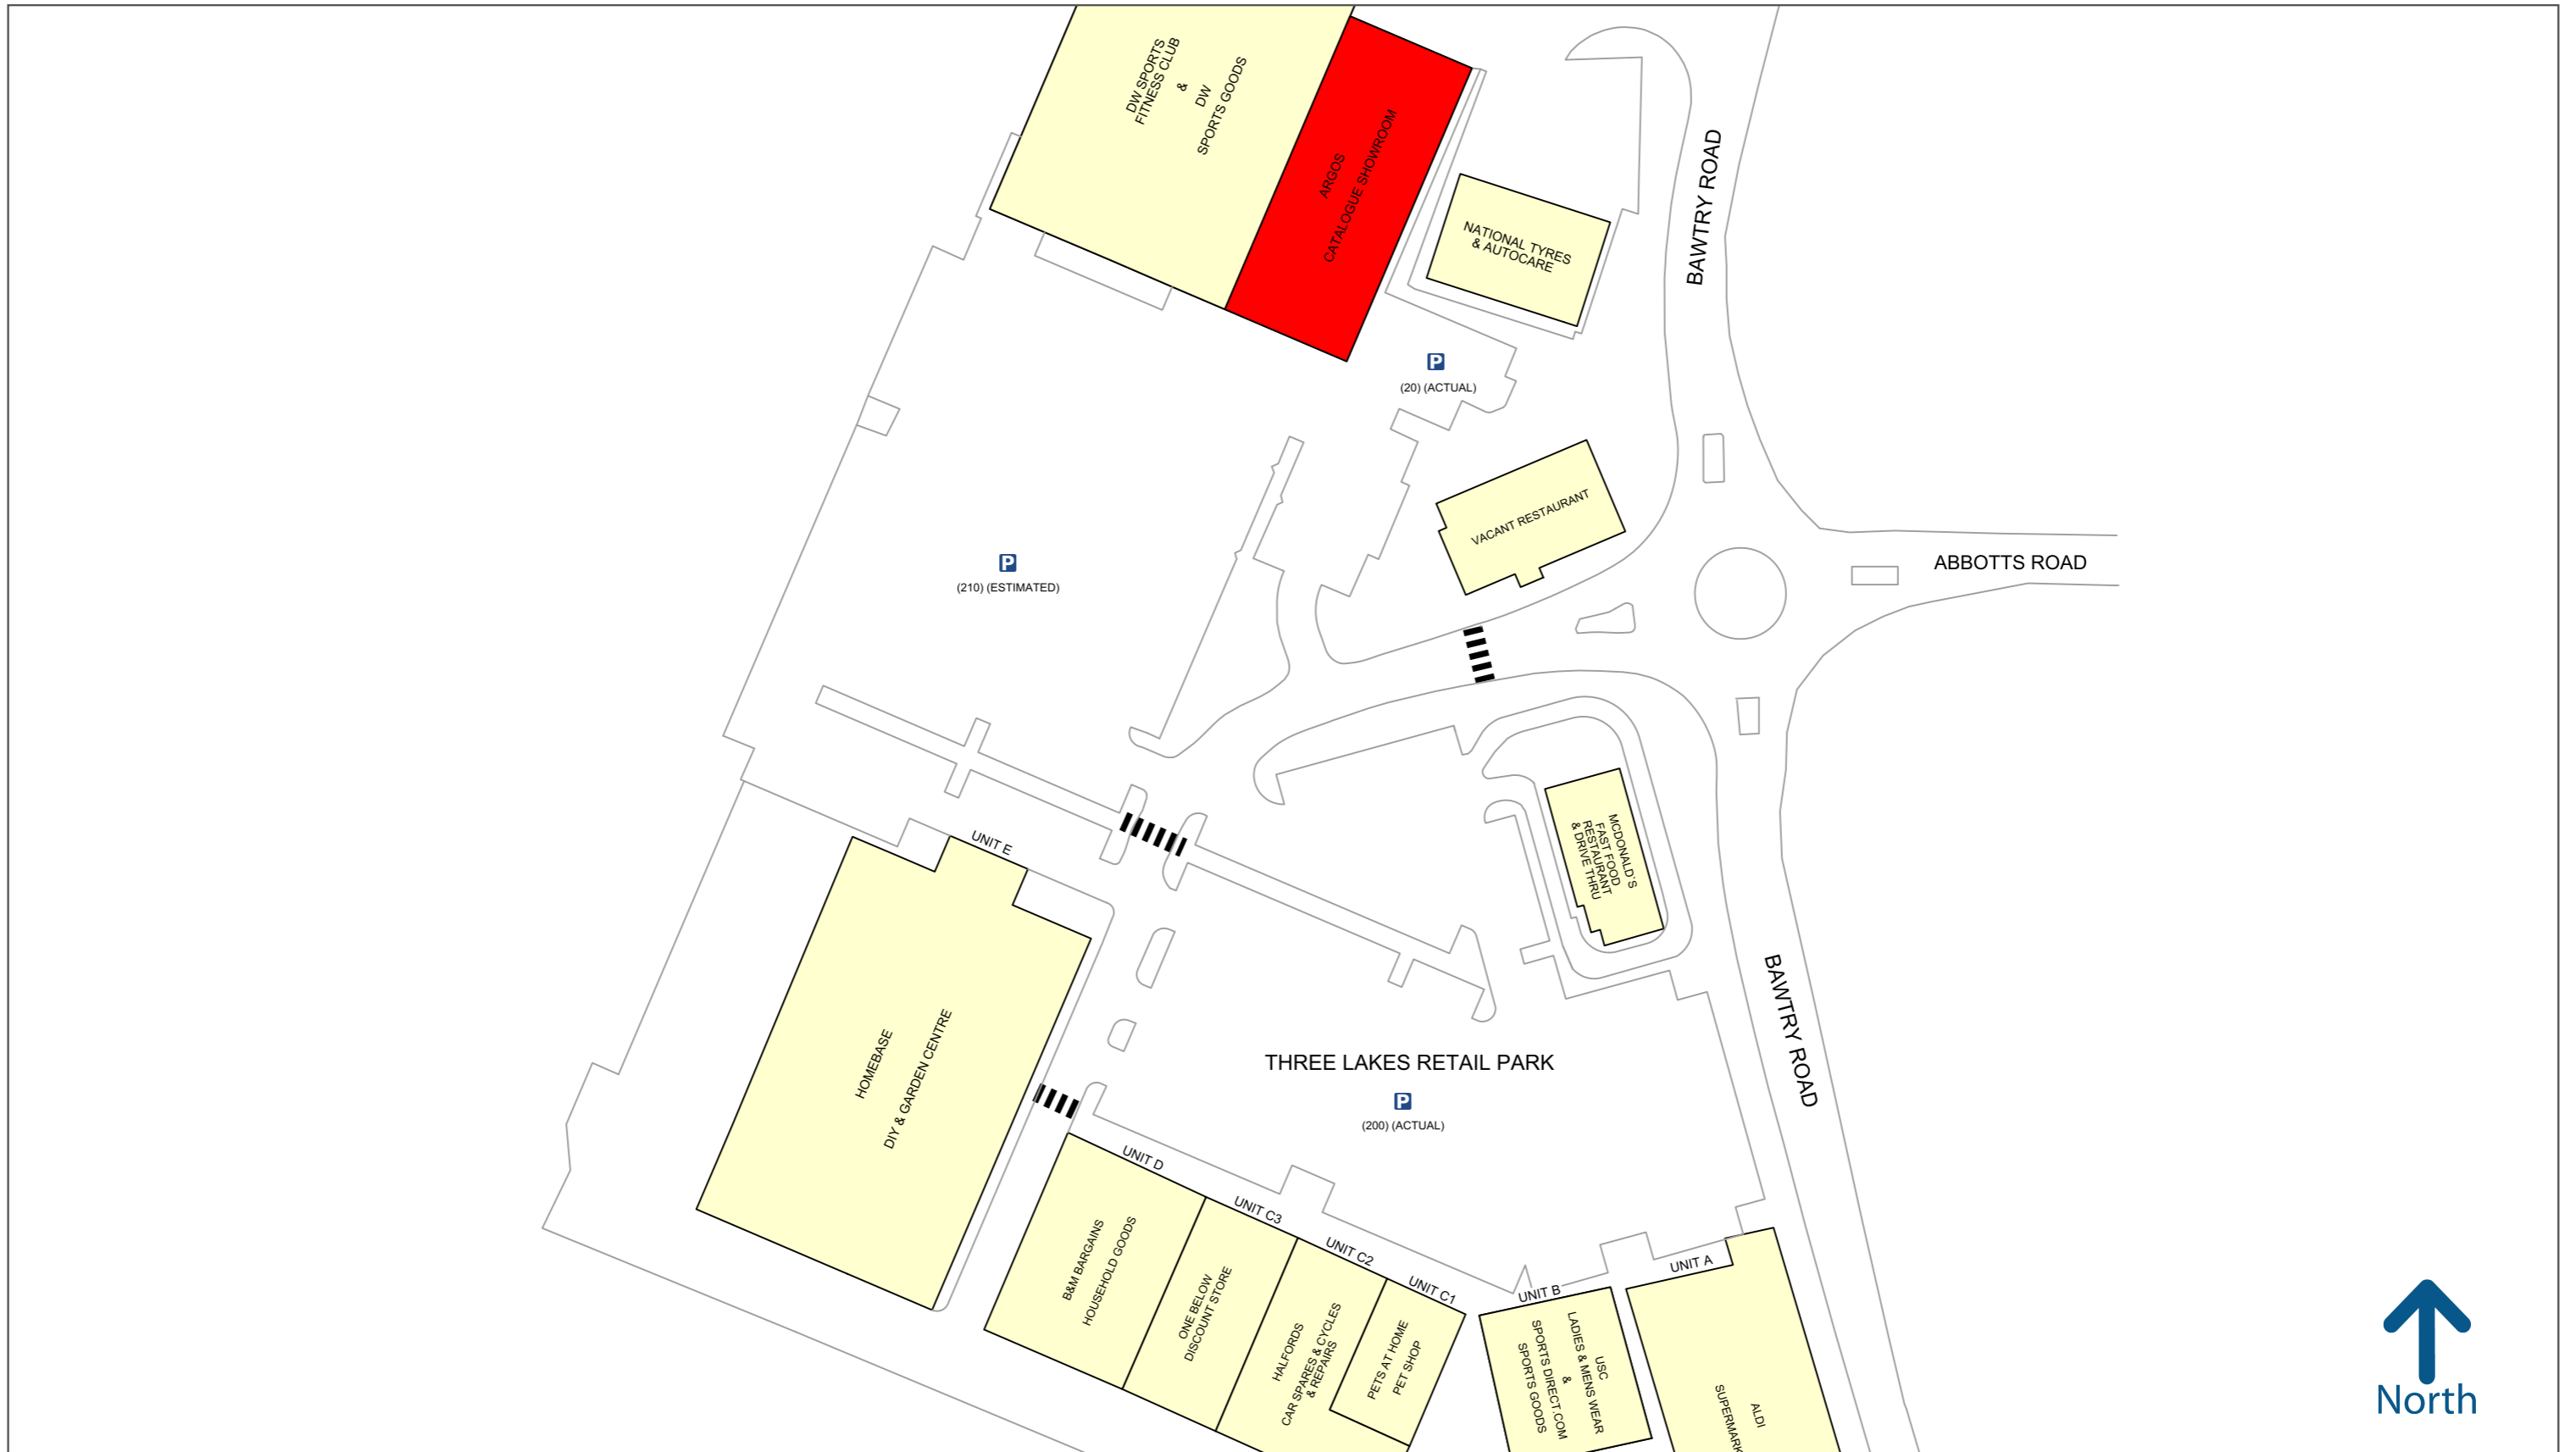 DW SPORTS
FITNESS CLUB
&
DW
SPORTS GOODS
ARGOS
CATALOGUE SHOWROOM
NATIONAL TYRES
& AUTOCARE
BAWTRY ROAD
P
(20) (ACTUAL)
VACANT RESTAURANT
ABBOTTS ROAD
P
(210) (ESTIMATED)
MCDONALD'S
FAST FOOD
RESTAURANT
& DRIVE THRU
UNIT E
HOMEBASE
DIY & GARDEN CENTRE
BAWTRY ROAD
THREE LAKES RETAIL PARK
P
(200) (ACTUAL)
UNIT D
B&M BARGAINS
HOUSEHOLD GOODS
UNIT C3
ONE BELOW
DISCOUNT STORE
UNIT C2
HALFORDS
CAR SPARES & CYCLES
& REPAIRS
UNIT C1
PETS AT HOME
PET SHOP
UNIT B
USC
LADIES & MENS WEAR
&
SPORTS DIRECT.COM
SPORTS GOODS
UNIT A
ALDI
SUPERMARK
North